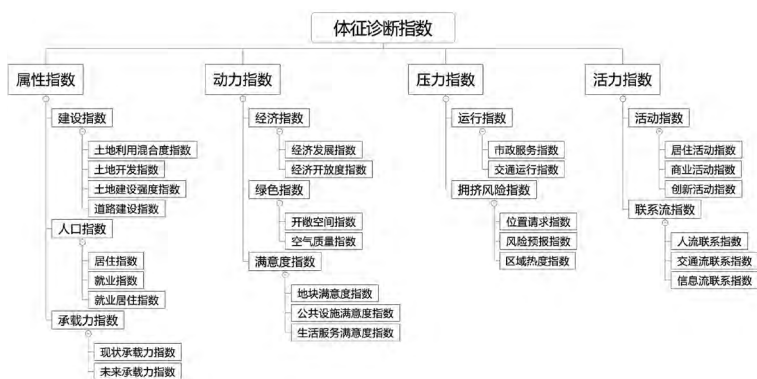 体征诊断指数
属性指数
建设指数
土地利用混合度指数
土地开发指数
土地建设强度指数
道路建设指数
人口指数
居住指数
就业指数
就业居住指数
承载力指数
现状承载力指数
未来承载力指数
动力指数
经济指数
经济发展指数
经济开放度指数
绿色指数
开敞空间指数
空气质量指数
满意度指数
地块满意度指数
公共设施满意度指数
生活服务满意度指数
压力指数
运行指数
市政服务指数
交通运行指数
拥挤风险指数
位置请求指数
风险预报指数
区域热度指数
活力指数
活动指数
居住活动指数
商业活动指数
创新活动指数
联系流指数
人流联系指数
交通流联系指数
信息流联系指数